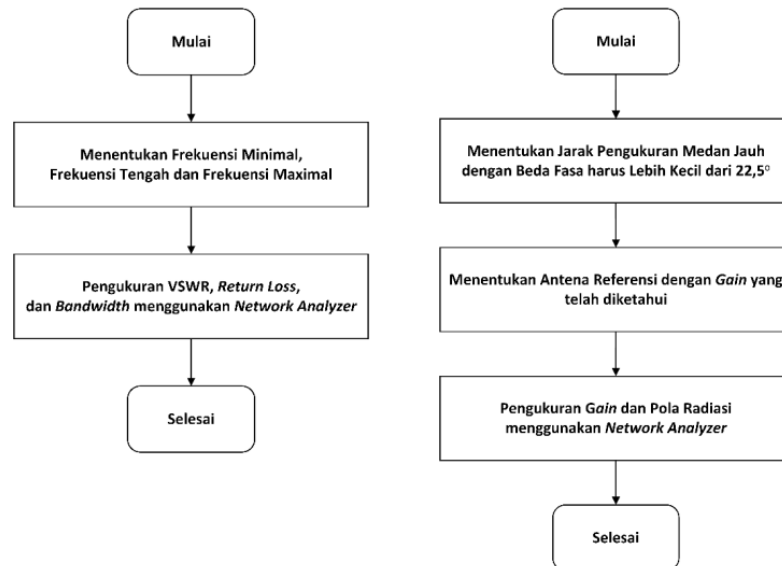 Mulai
Menentukan Frekuensi Minimal,
Frekuensi Tengah dan Frekuensi Maximal
Pengukuran VSWR, Return Loss,
dan Bandwidth menggunakan Network Analyzer
Selesai
Mulai
Menentukan Jarak Pengukuran Medan Jauh
dengan Beda Fasa harus Lebih Kecil dari 22,5°
Menentukan Antena Referensi dengan Gain yang
telah diketahui
Pengukuran Gain dan Pola Radiasi
menggunakan Network Analyzer
Selesai